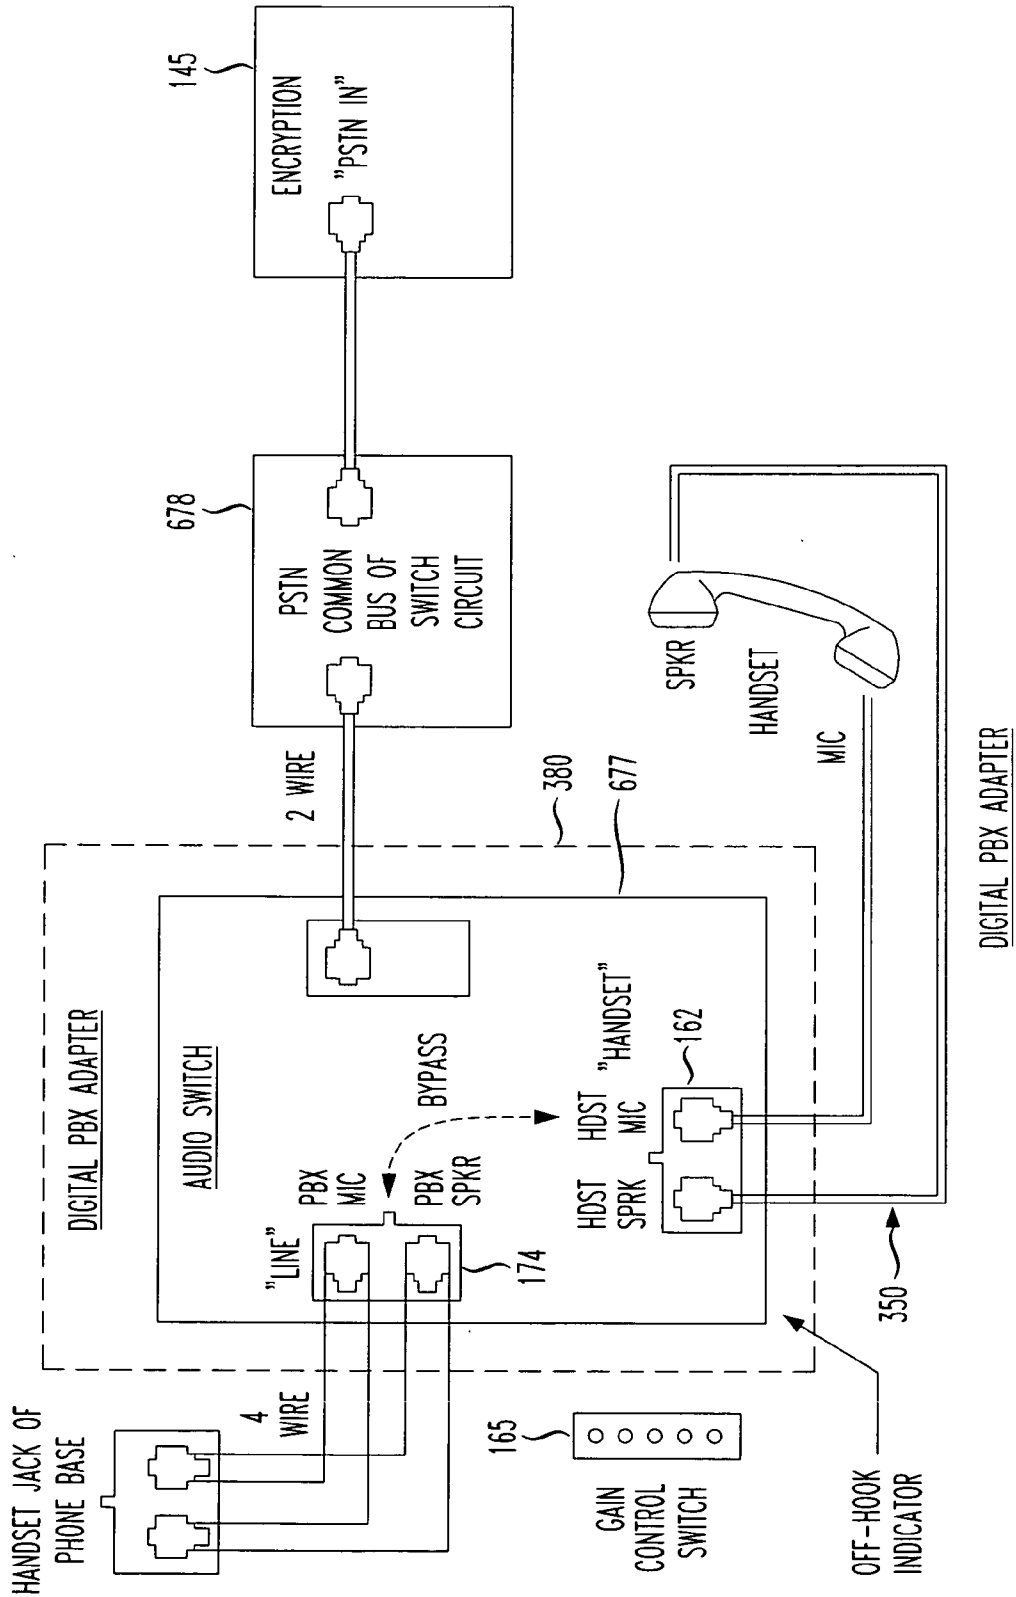 HANDSET JACK OF
PHONE BASE
4
WIRE
165
GAIN
CONTROL
SWITCH
OFF-HOOK
INDICATOR
DIGITAL PBX ADAPTER
AUDIO SWITCH
"LINE"
PBX
MIC
PBX
SPKR
174
BYPASS
HDST
SPRK
HDST
MIC
"HANDSET"
162
350
2 WIRE
380
677
678
PSTN
COMMON
BUS OF
SWITCH
CIRCUIT
SPKR
HANDSET
MIC
145
ENCRYPTION
"PSTN IN"
DIGITAL PBX ADAPTER